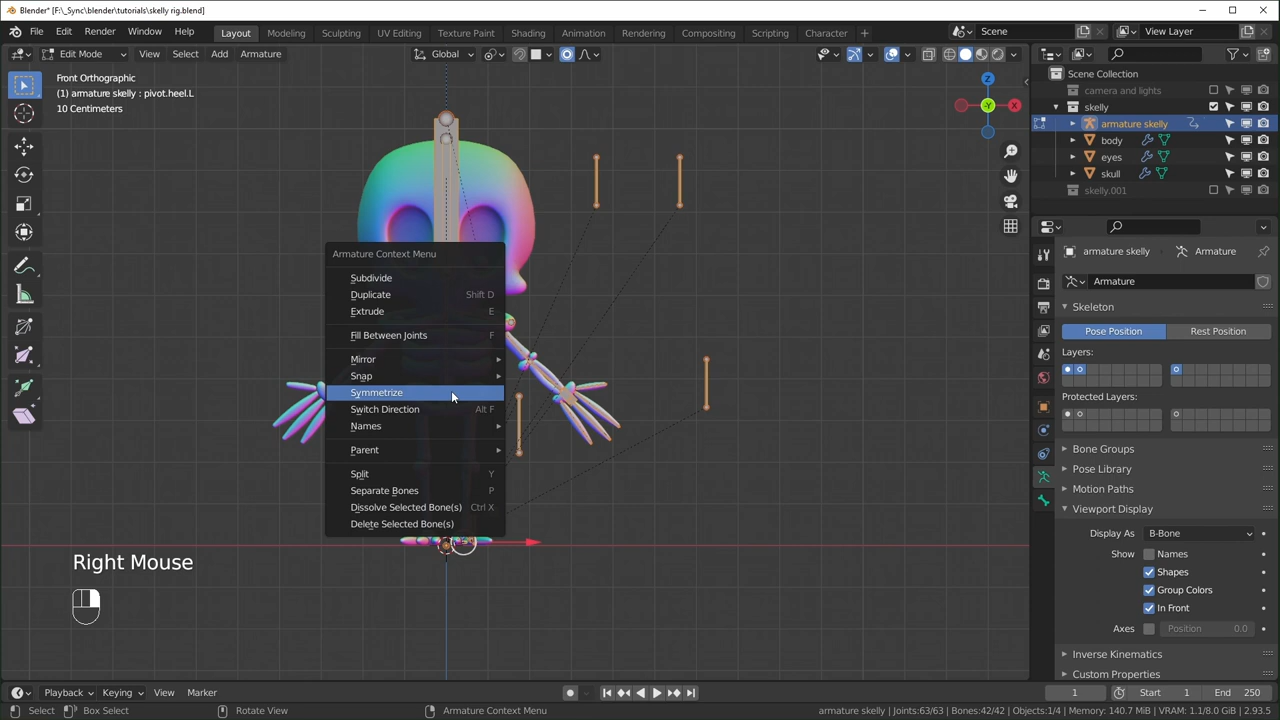 Blender* [F:\_Sync\blender\tutorials\skelly rig.blend]
File Edit Render Window Help Layout Modeling Sculpting UV Editing Texture Paint Shading Animation Rendering Compositing Scripting Character + Scene View Layer
Edit Mode View Select Add Armature Global
Front Orthographic
(1) armature skelly : pivot.heel.L
10 Centimeters
Z
-Y
X
Armature Context Menu
Subdivide
Duplicate Shift D
Extrude E
Fill Between Joints F
Mirror
Snap
Symmetrize
Switch Direction Alt F
Names
Parent
Split Y
Separate Bones P
Dissolve Selected Bone(s) Ctrl X
Delete Selected Bone(s)
Right Mouse
Scene Collection
camera and lights
skelly
armature skelly
body
eyes
skull
skelly.001
armature skelly Armature
Armature
Skeleton
Pose Position Rest Position
Layers:
Protected Layers:
Bone Groups
Pose Library
Motion Paths
Viewport Display
Display As B-Bone
Show Names
Shapes
Group Colors
In Front
Axes Position 0.0
Inverse Kinematics
Custom Properties
Playback Keying View Marker 1 Start 1 End 250
Select Box Select Rotate View Armature Context Menu armature skelly | Joints:63/63 | Bones:42/42 | Objects:1/4 | Memory: 140.7 MiB | VRAM: 1.1/8.0 GiB | 2.93.5